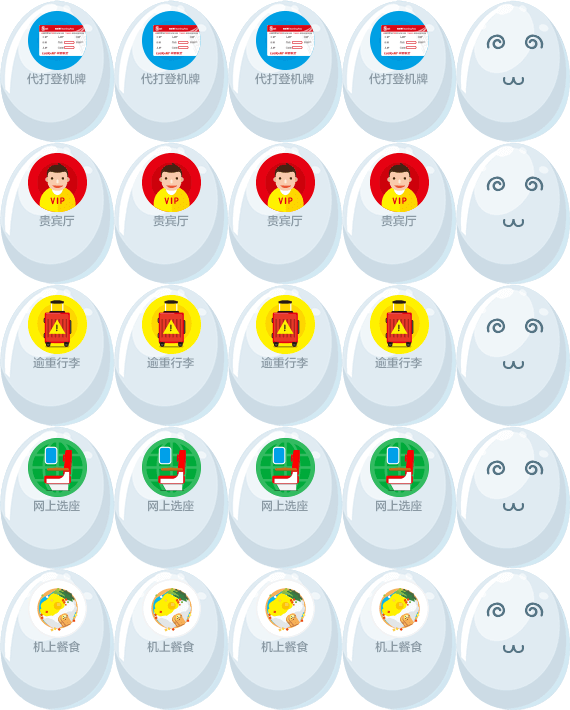 代打登机牌 代打登机牌 代打登机牌 代打登机牌
VIP VIP VIP VIP
贵宾厅 贵宾厅 贵宾厅 贵宾厅
逾重行李 逾重行李 逾重行李 逾重行李
网上选座 网上选座 网上选座 网上选座
机上餐食 机上餐食 机上餐食 机上餐食